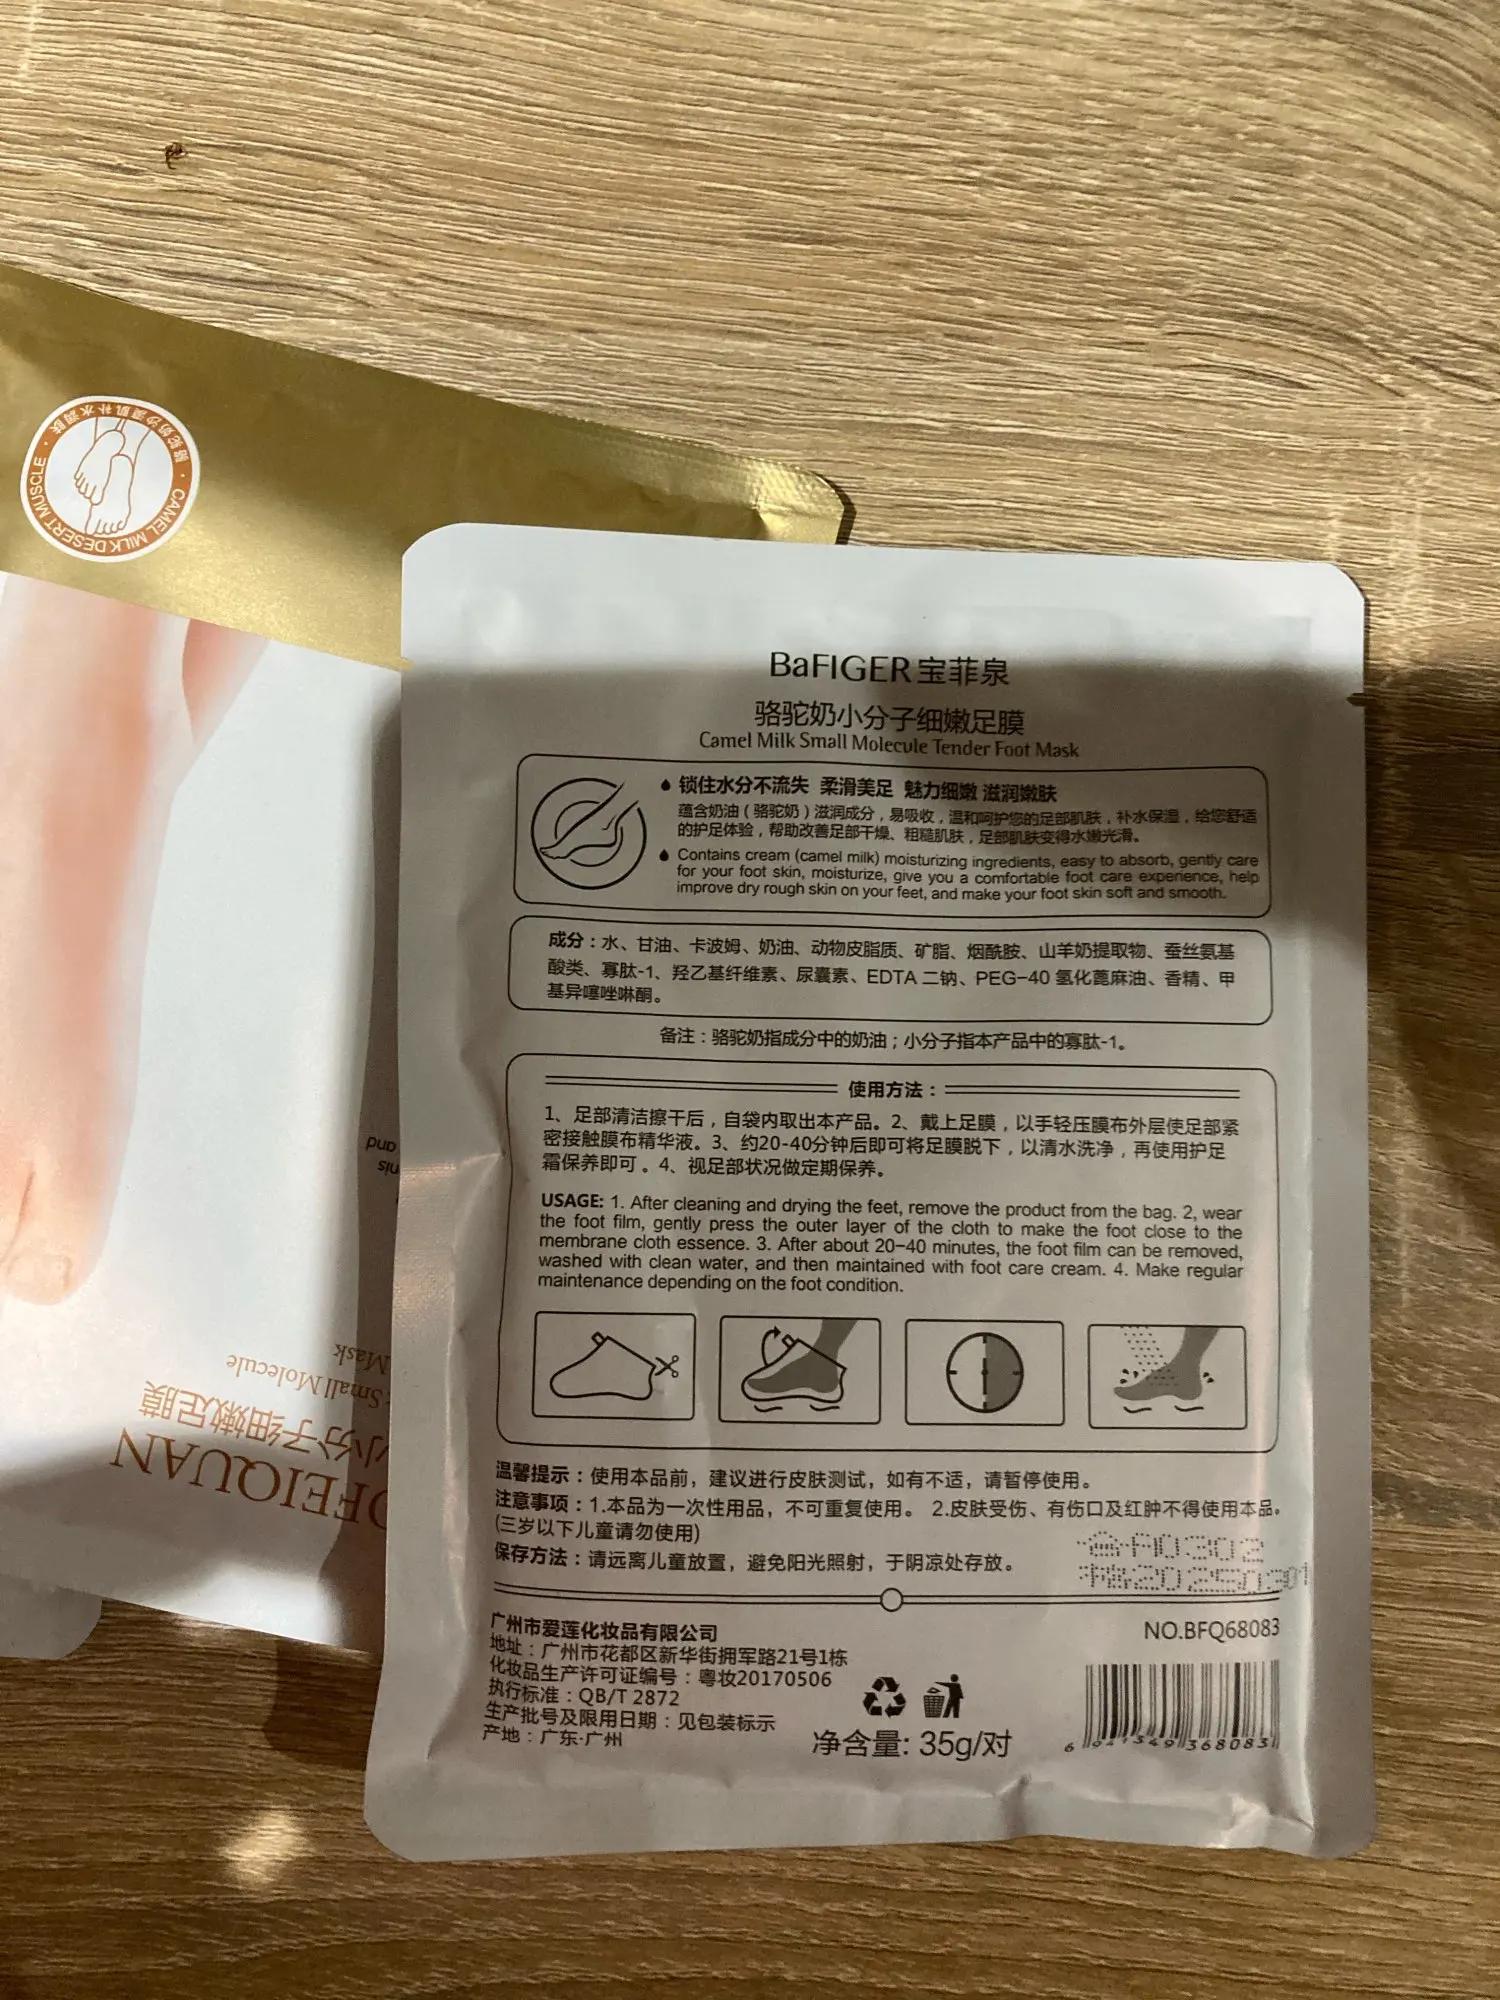 骆驼奶沙灵肌补水润肤
CAMEL MILK DESERT MUSCLE
and
Mask
Small Molecule
小分子细嫩足膜
OFEIQUAN
BaFIGER 宝菲泉
骆驼奶小分子细嫩足膜
Camel Milk Small Molecule Tender Foot Mask
锁住水分不流失 柔滑美足 魅力细嫩 滋润嫩肤
蕴含奶油（骆驼奶）滋润成分，易吸收，温和呵护您的足部肌肤，补水保湿，给您舒适
的护足体验，帮助改善足部干燥、粗糙肌肤，足部肌肤变得水嫩光滑。
Contains cream (camel milk) moisturizing ingredients, easy to absorb, gently care
for your foot skin, moisturize, give you a comfortable foot care experience, help
improve dry rough skin on your feet, and make your foot skin soft and smooth.
成分：水、甘油、卡波姆、奶油、动物皮脂质、矿脂、烟酰胺、山羊奶提取物、蚕丝氨基
酸类、寡肽-1、羟乙基纤维素、尿囊素、EDTA 二钠、PEG-40 氢化蓖麻油、香精、甲
基异噻唑啉酮。
备注：骆驼奶指成分中的奶油；小分子指本产品中的寡肽-1。
使用方法：
1、足部清洁擦干后，自袋内取出本产品。2、戴上足膜，以手轻压膜布外层使足部紧
密接触膜布精华液。3、约20-40分钟后即可将足膜脱下，以清水洗净，再使用护足
霜保养即可。4、视足部状况做定期保养。
USAGE: 1. After cleaning and drying the feet, remove the product from the bag. 2, wear
the foot film, gently press the outer layer of the cloth to make the foot close to the
membrane cloth essence. 3. After about 20-40 minutes, the foot film can be removed,
washed with clean water, and then maintained with foot care cream. 4. Make regular
maintenance depending on the foot condition.
温馨提示：使用本品前，建议进行皮肤测试，如有不适，请暂停使用。
注意事项：1.本品为一次性用品，不可重复使用。 2.皮肤受伤、有伤口及红肿不得使用本品。
(三岁以下儿童请勿使用)
保存方法：请远离儿童放置，避免阳光照射，于阴凉处存放。
合A10302
20250301
广州市爱莲化妆品有限公司
地址：广州市花都区新华街拥军路21号1栋
化妆品生产许可证编号：粤妆20170506
执行标准：QB/T 2872
生产批号及限用日期：见包装标示
产地：广东·广州
净含量: 35g/对
NO.BFQ68083
6 941349 368083